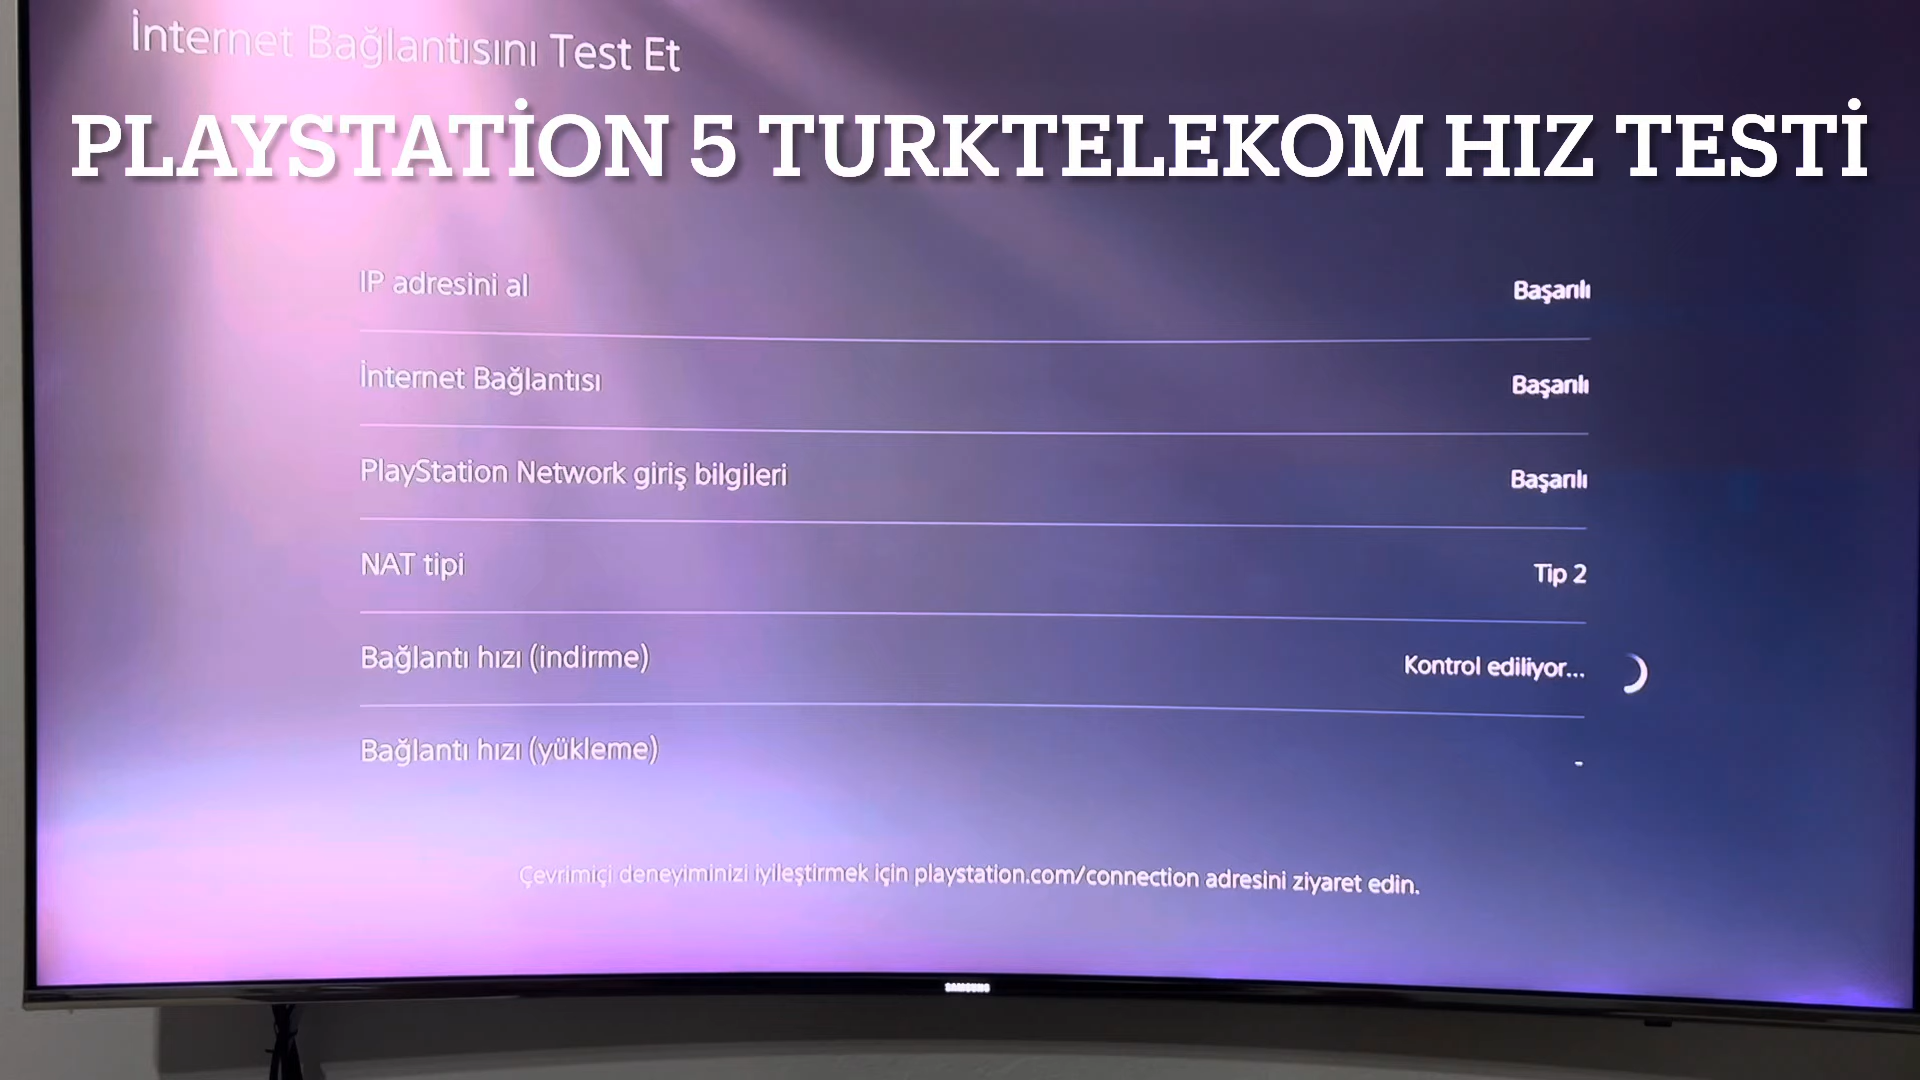 İnternet Bağlantısını Test Et
PLAYSTATİON 5 TURKTELEKOM HIZ TESTİ
IP adresini al Başarılı
İnternet Bağlantısı Başarılı
PlayStation Network giriş bilgileri Başarılı
NAT tipi Tip 2
Bağlantı hızı (indirme) Kontrol ediliyor...
Bağlantı hızı (yükleme) -
Çevrimiçi deneyiminizi iyileştirmek için playstation.com/connection adresini ziyaret edin.
SAMSUNG